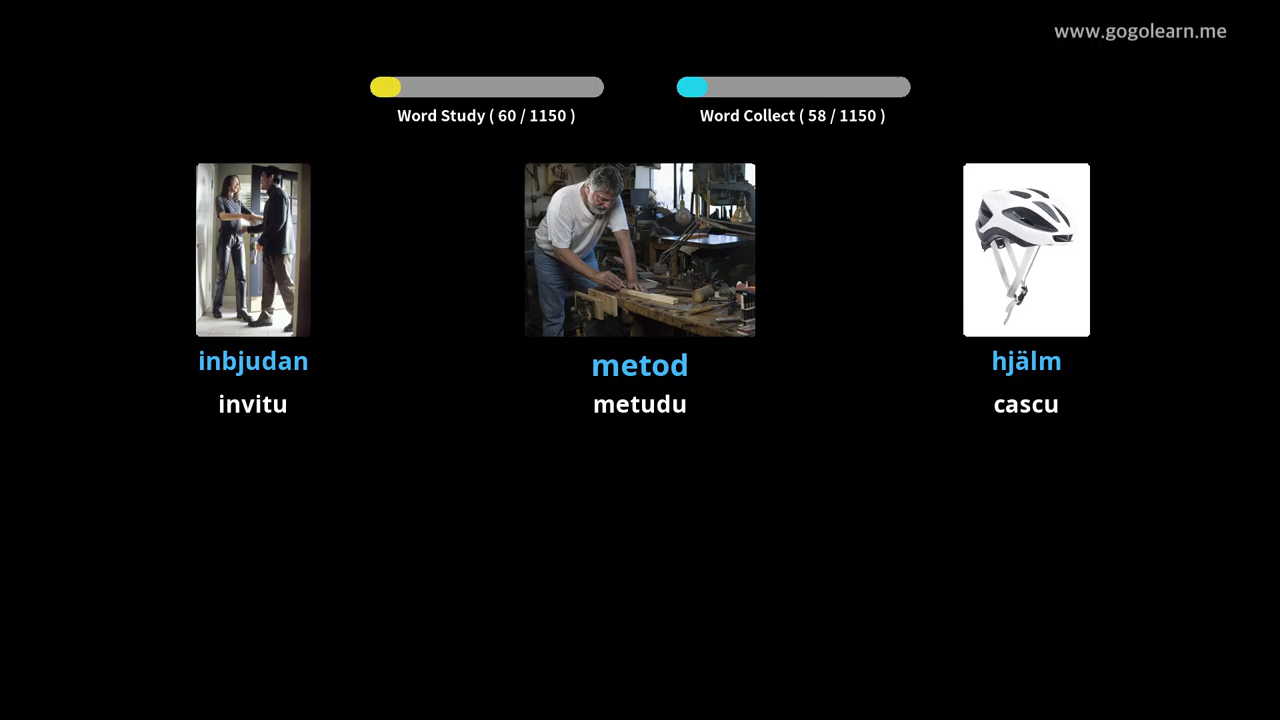 www.gogolearn.me
Word Study ( 60 / 1150 )
Word Collect ( 58 / 1150 )
inbjudan
metod
hjälm
invitu
metudu
cascu